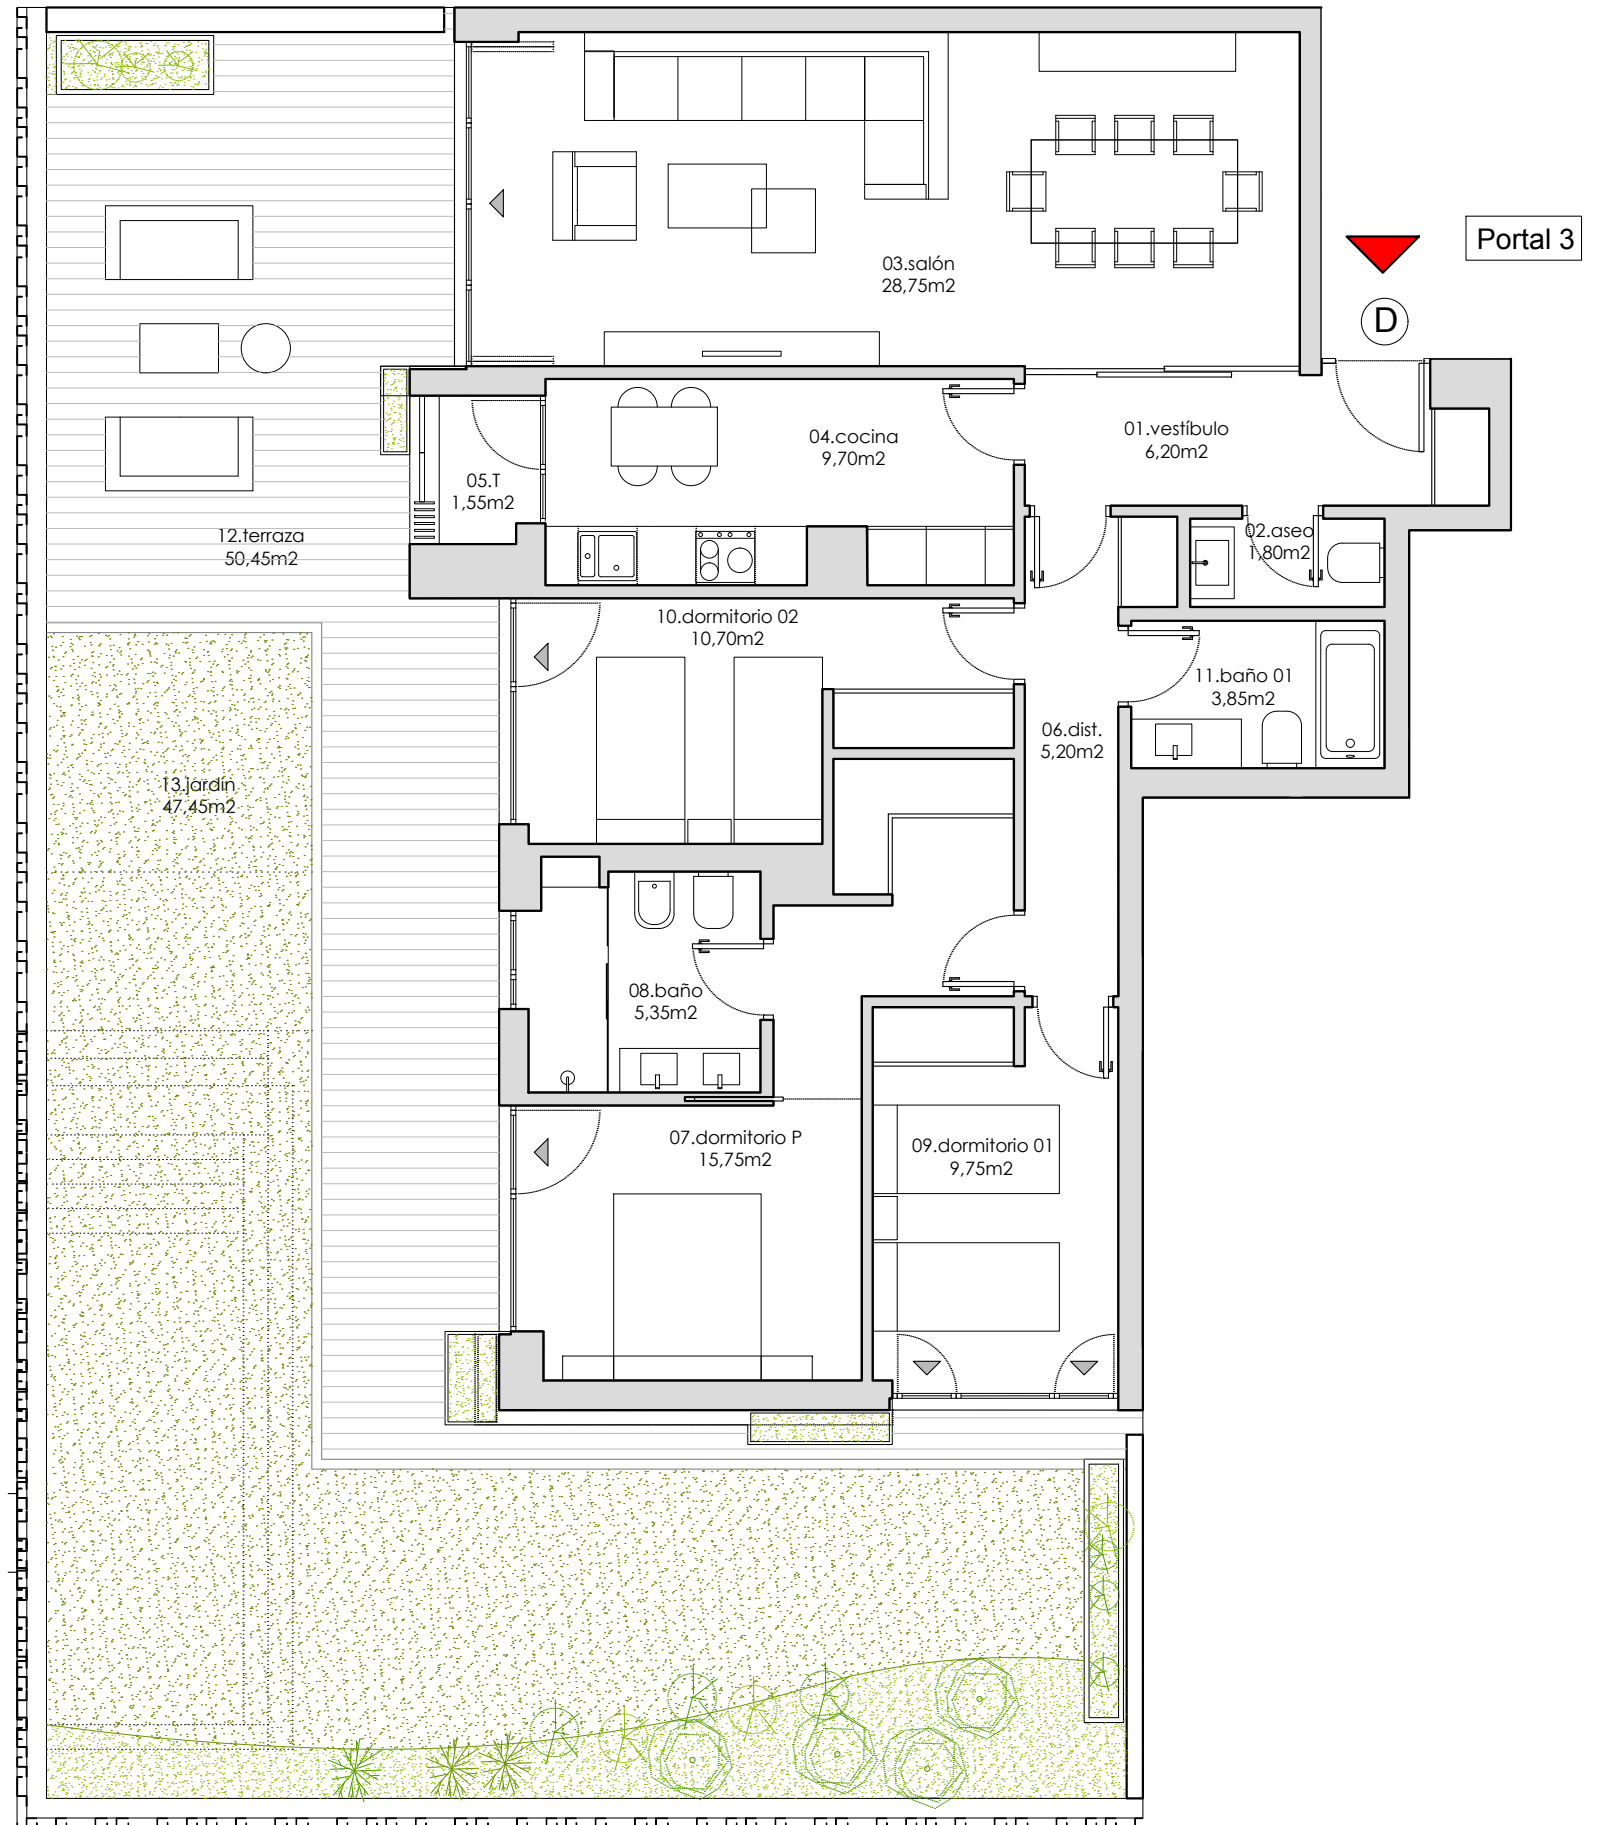 Portal 3
D
03.salón
28,75m2
04.cocina
9,70m2
01.vestíbulo
6,20m2
05.T
1,55m2
12.terraza
50,45m2
02.aseo
1,80m2
10.dormitorio 02
10,70m2
11.baño 01
3,85m2
06.dist.
5,20m2
13.jardín
47,45m2
08.baño
5,35m2
07.dormitorio P
15,75m2
09.dormitorio 01
9,75m2